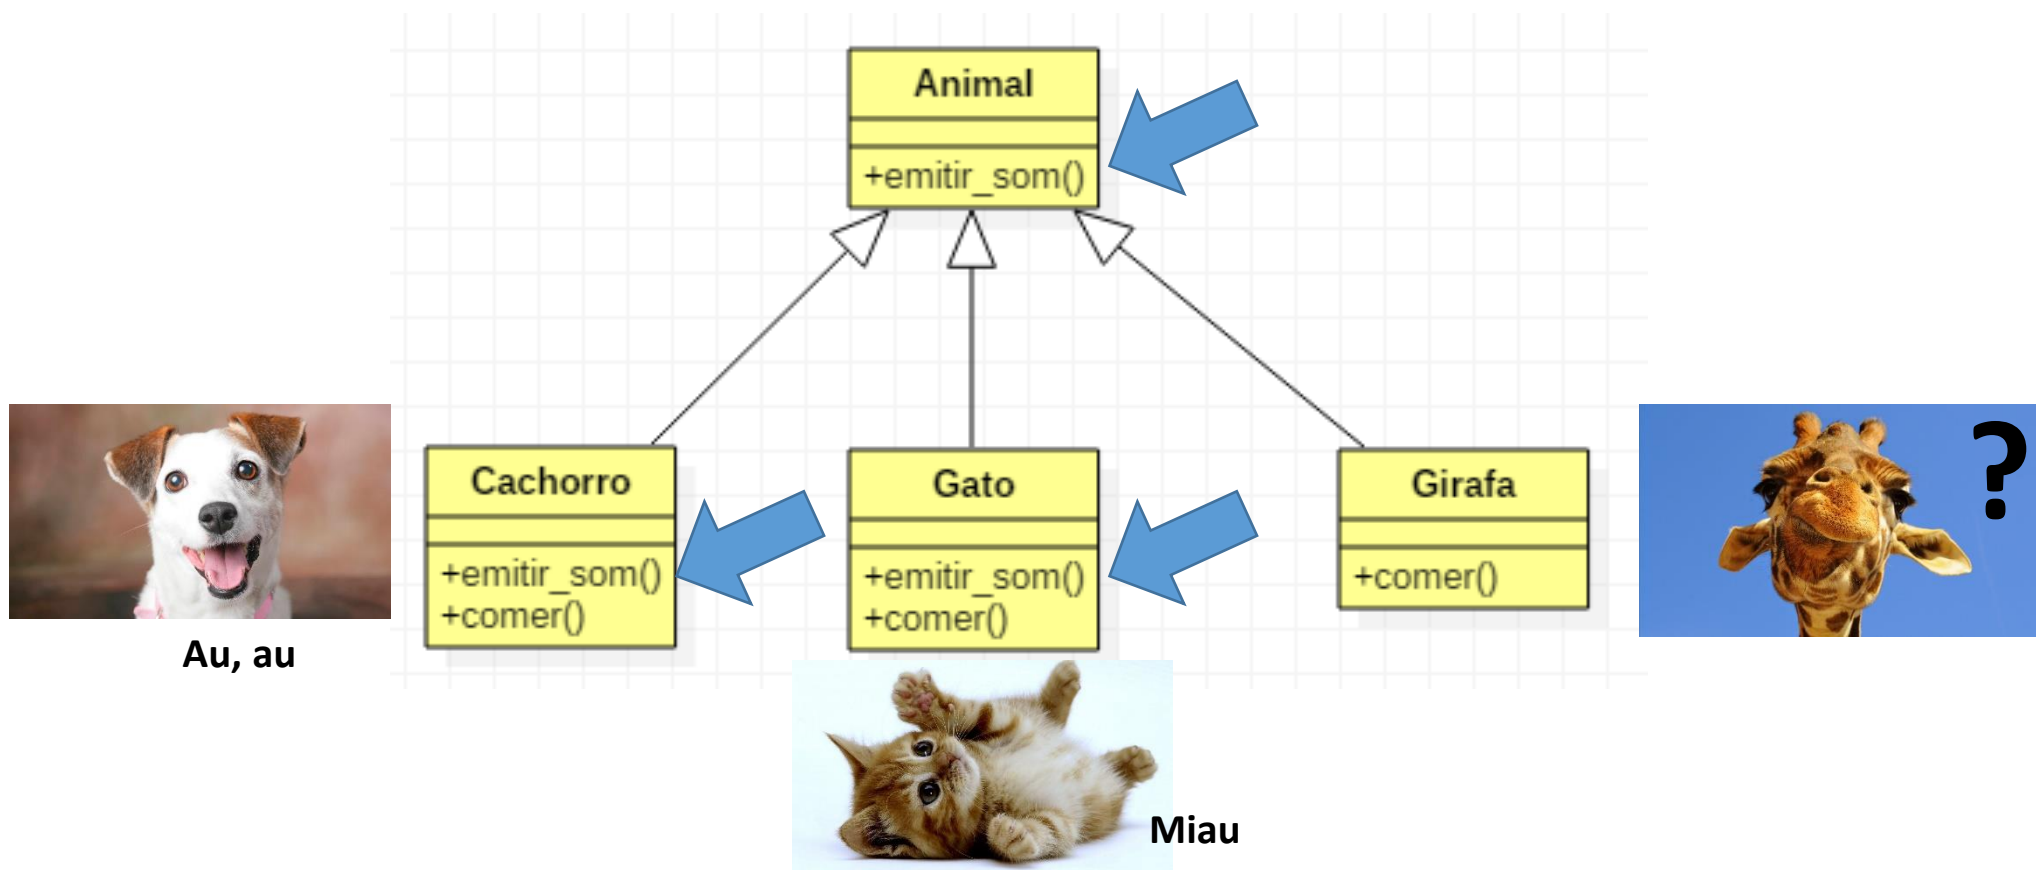 Animal
+emitir_som()
Cachorro
+emitir_som()
+comer()
Gato
+emitir_som()
+comer()
Girafa
+comer()
?
Au, au
Miau